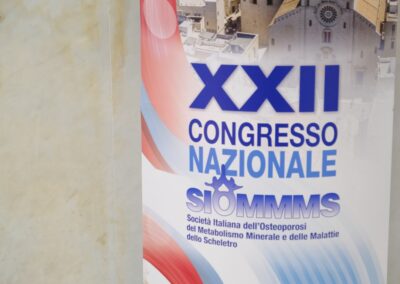 XXII
CONGRESSO
NAZIONALE
SIOMMMS
Società Italiana dell'Osteoporosi
del Metabolismo Minerale e delle Malattie
dello Scheletro